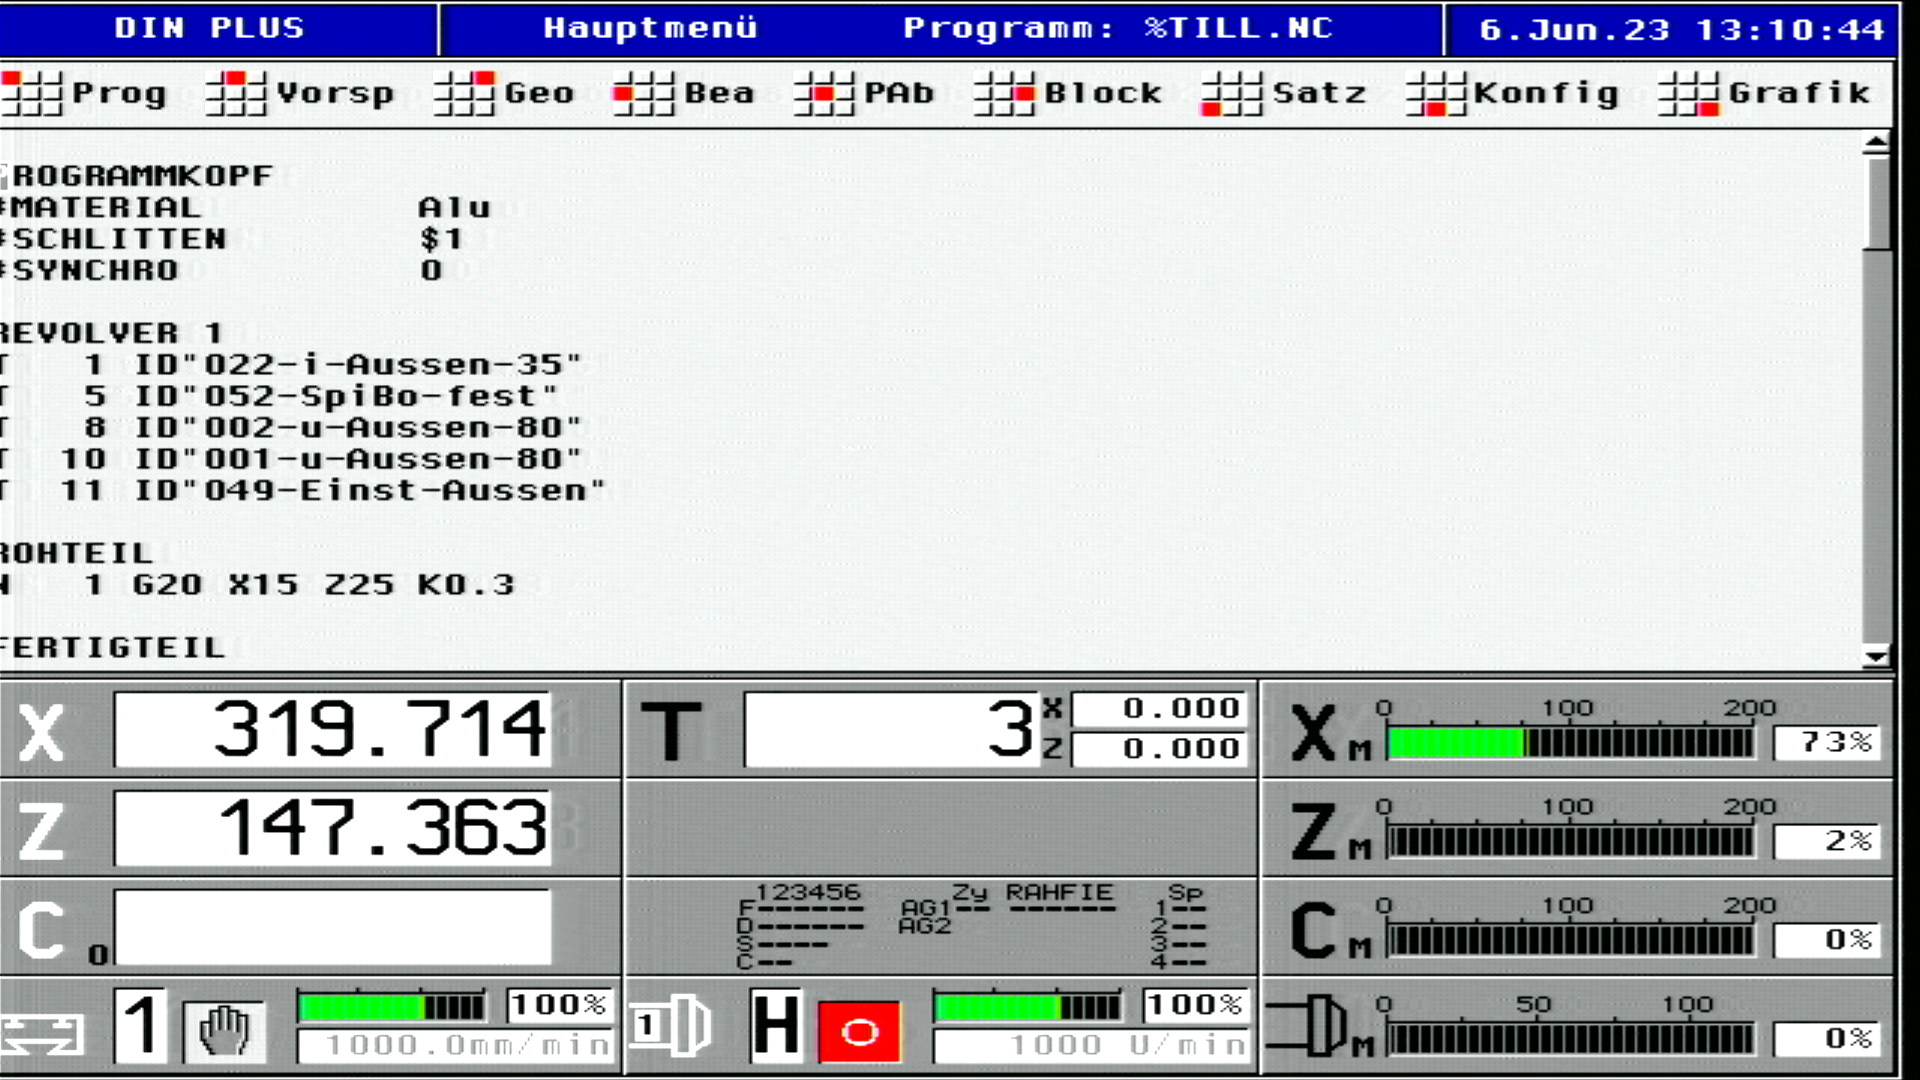 DIN PLUS Hauptmenü Programm: %TILL.NC 6.Jun.23 13:10:44
Prog Vorsp Geo Bea PAb Block Satz Konfig Grafik
PROGRAMMKOPF
#MATERIAL Alu
#SCHLITTEN $1
#SYNCHRO 0
REVOLVER 1
T 1 ID"022-i-Aussen-35"
T 5 ID"052-SpiBo-fest"
T 8 ID"002-u-Aussen-80"
T 10 ID"001-u-Aussen-80"
T 11 ID"049-Einst-Aussen"
ROHTEIL
N 1 G20 X15 Z25 K0.3
FERTIGTEIL
X 319.714 T 3 X 0.000 Z 0.000 X M 0 100 200 73%
Z 147.363 Z M 0 100 200 2%
C 0
123456 Zy RAHFIE Sp
F------ AG1-- ------ 1--
D------ AG2 2--
S---- 3--
C-- 4--
C M 0 100 200 0%
1 100% 1000.0mm/min 1 H 100% 1000 U/min M 0 50 100 0%